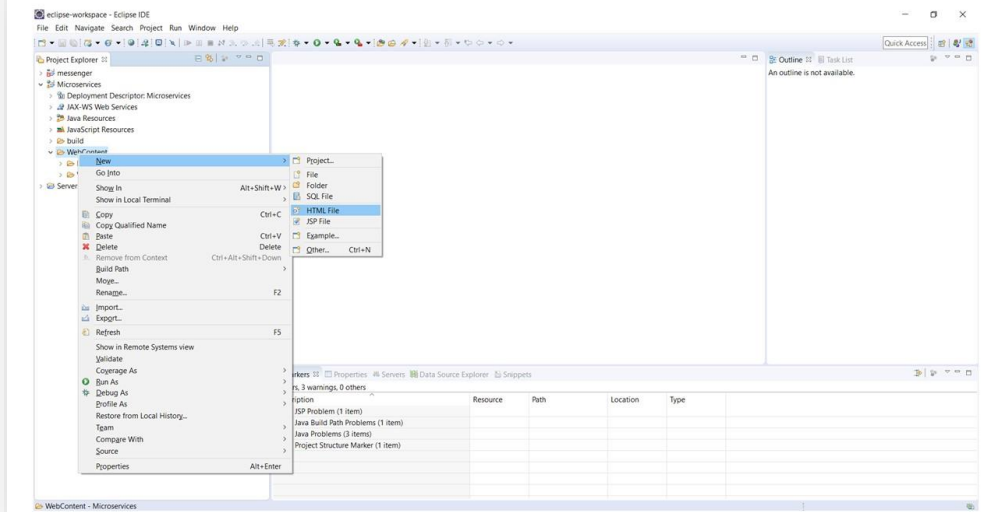 eclipse-workspace - Eclipse IDE
File Edit Navigate Search Project Run Window Help
Quick Access
Project Explorer
messenger
Microservices
Deployment Descriptor: Microservices
JAX-WS Web Services
Java Resources
JavaScript Resources
build
WebContent
Server
New
Go Into
Show In Alt+Shift+W
Show in Local Terminal
Copy Ctrl+C
Copy Qualified Name
Paste Ctrl+V
Delete Delete
Remove from Context Ctrl+Alt+Shift+Down
Build Path
Move...
Rename... F2
Import...
Export...
Refresh F5
Show in Remote Systems view
Validate
Coverage As
Run As
Debug As
Profile As
Restore from Local History...
Team
Compare With
Source
Properties Alt+Enter
Project...
File
Folder
SQL File
HTML File
JSP File
Example...
Other... Ctrl+N
Outline Task List
An outline is not available.
rkers Properties Servers Data Source Explorer Snippets
rs, 3 warnings, 0 others
ription Resource Path Location Type
JSP Problem (1 item)
Java Build Path Problems (1 item)
Java Problems (3 items)
Project Structure Marker (1 item)
WebContent - Microservices